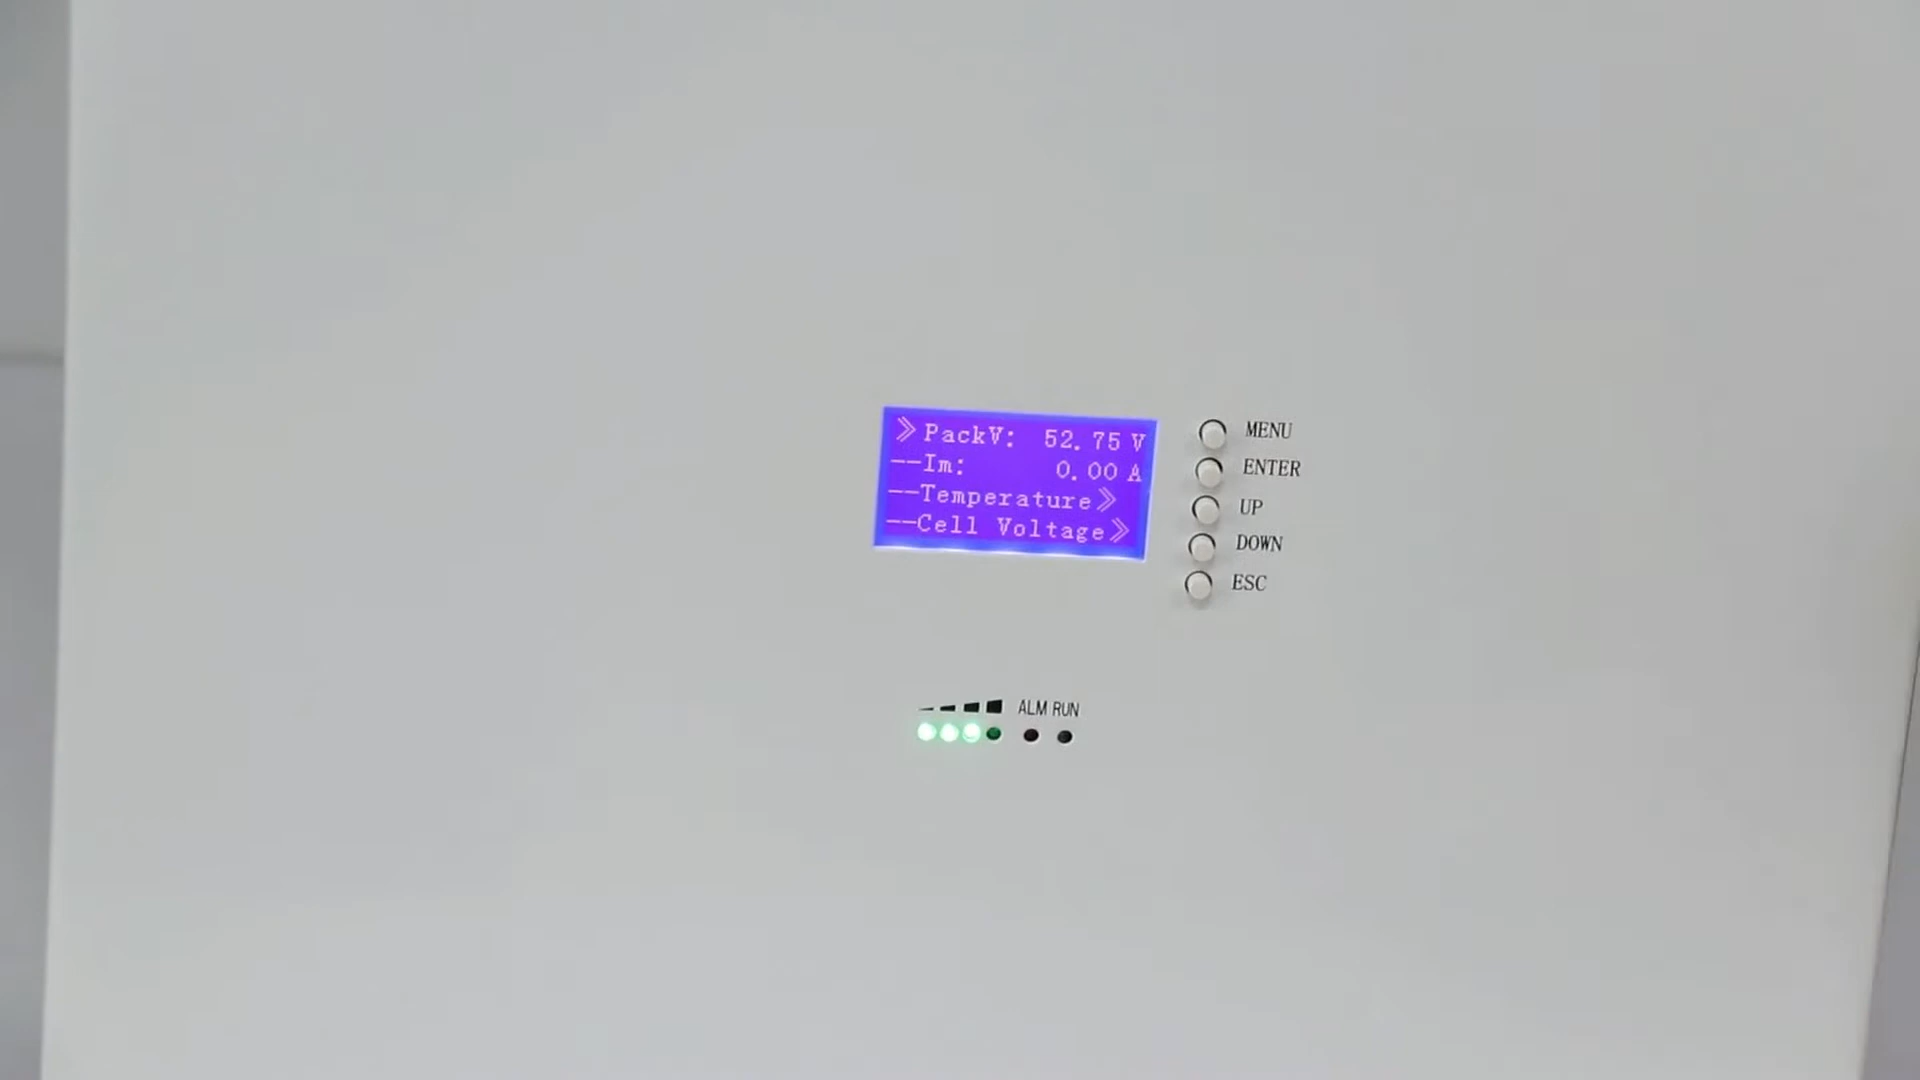 ≫PackV: 52.75 V
--Im: 0.00 A
--Temperature≫
--Cell Voltage≫
MENU
ENTER
UP
DOWN
ESC
ALM RUN